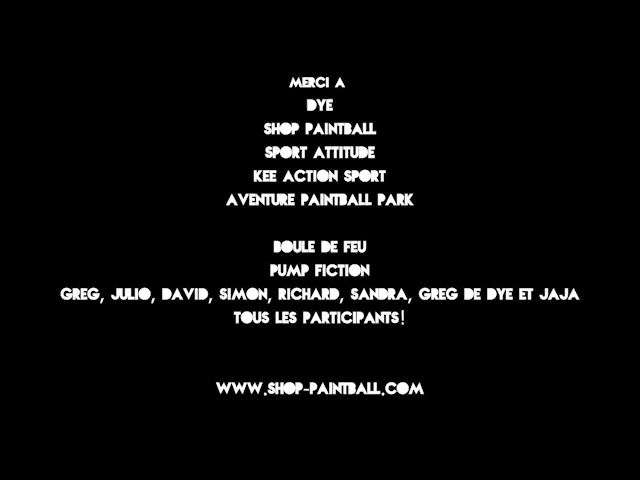 MERCI A
DYE
SHOP PAINTBALL
SPORT ATTITUDE
KEE ACTION SPORT
AVENTURE PAINTBALL PARK
BOULE DE FEU
PUMP FICTION
GREG, JULIO, DAVID, SIMON, RICHARD, SANDRA, GREG DE DYE ET JAJA
TOUS LES PARTICIPANTS!
WWW.SHOP-PAINTBALL.COM